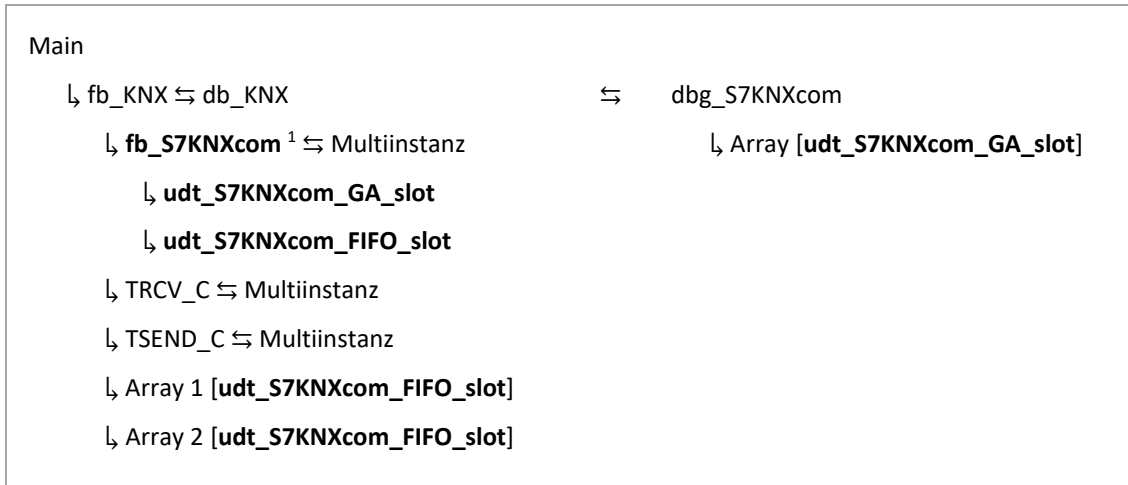 Main
↳ fb_KNX ⇆ db_KNX ⇆ dbg_S7KNXcom
↳ fb_S7KNXcom ¹ ⇆ Multiinstanz ↳ Array [udt_S7KNXcom_GA_slot]
↳ udt_S7KNXcom_GA_slot
↳ udt_S7KNXcom_FIFO_slot
↳ TRCV_C ⇆ Multiinstanz
↳ TSEND_C ⇆ Multiinstanz
↳ Array 1 [udt_S7KNXcom_FIFO_slot]
↳ Array 2 [udt_S7KNXcom_FIFO_slot]